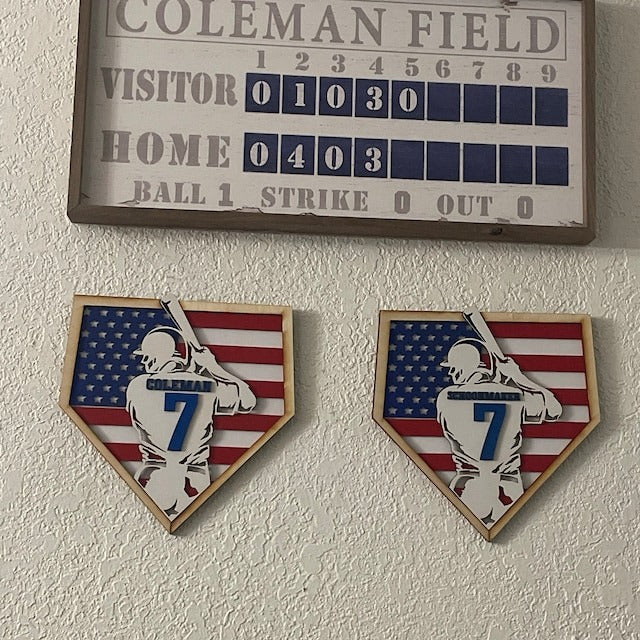 COLEMAN FIELD
1 2 3 4 5 6 7 8 9
VISITOR 0 1 0 3 0
HOME 0 4 0 3
BALL 1 STRIKE 0 OUT 0
COLEMAN
7
SCHOONMAKER
7